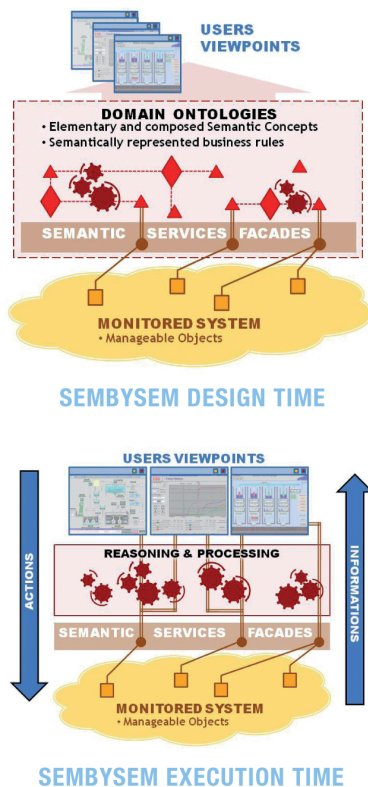 USERS
VIEWPOINTS
DOMAIN ONTOLOGIES
• Elementary and composed Semantic Concepts
• Semantically represented business rules
SEMANTIC SERVICES FACADES
MONITORED SYSTEM
• Manageable Objects
SEMBYSEM DESIGN TIME
USERS VIEWPOINTS
ACTIONS
INFORMATIONS
REASONING & PROCESSING
SEMANTIC SERVICES FACADES
MONITORED SYSTEM
• Manageable Objects
SEMBYSEM EXECUTION TIME